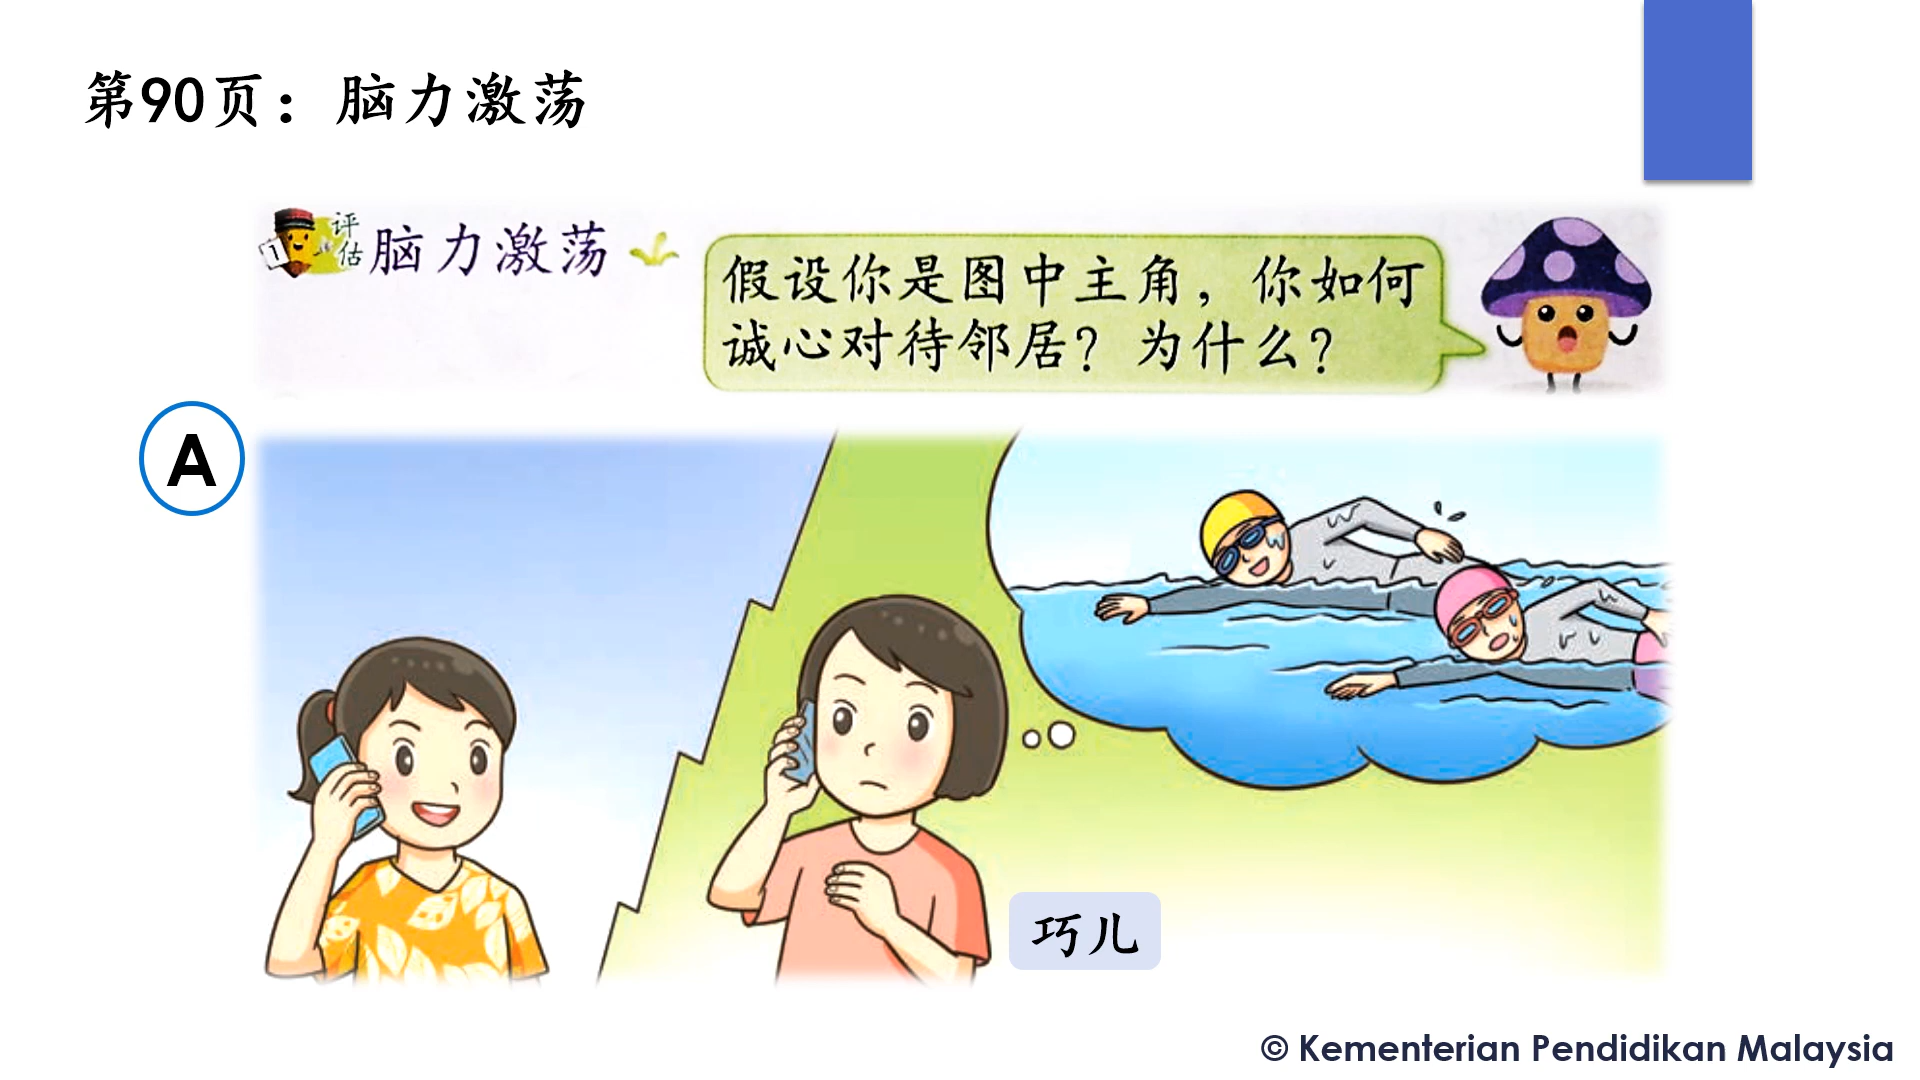 第90页：脑力激荡
1
评估
脑力激荡
假设你是图中主角，你如何
诚心对待邻居？为什么？
A
巧儿
© Kementerian Pendidikan Malaysia